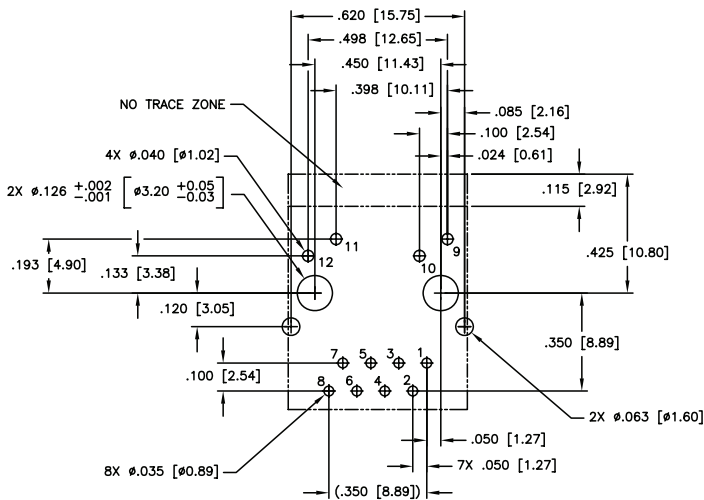 .620 [15.75]
.498 [12.65]
.450 [11.43]
.398 [10.11]
NO TRACE ZONE
.085 [2.16]
.100 [2.54]
4X ø.040 [ø1.02]
.024 [0.61]
2X ø.126 +.002 -.001 [ø3.20 +0.05 -0.03]
.115 [2.92]
11
9
12
10
.193 [4.90]
.133 [3.38]
.425 [10.80]
.120 [3.05]
.350 [8.89]
7 5 3 1
.100 [2.54]
8 6 4 2
2X ø.063 [ø1.60]
.050 [1.27]
8X ø.035 [ø0.89]
7X .050 [1.27]
(.350 [8.89])